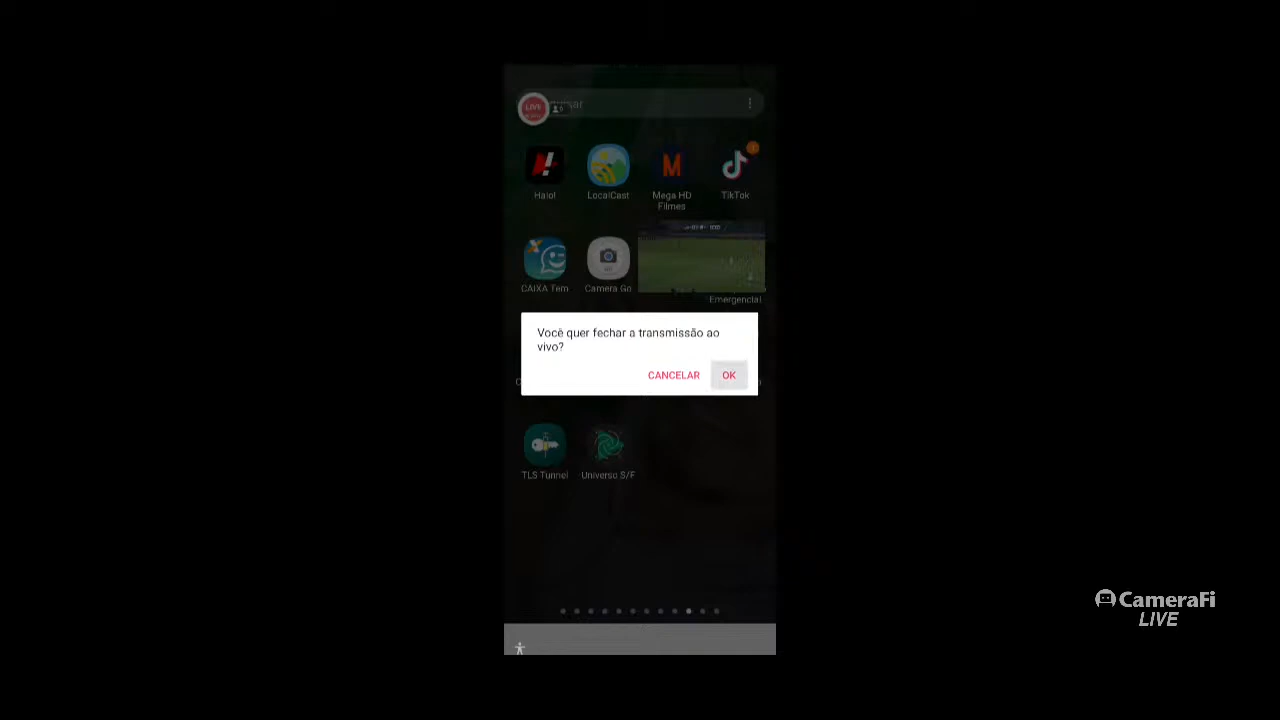 LIVE
Halo!
LocalCast
Mega HD
Filmes
TikTok
CAIXA Tem
Camera Go
Emergencial
Você quer fechar a transmissão ao
vivo?
CANCELAR
OK
TLS Tunnel
Universo S/F
CameraFi
LIVE